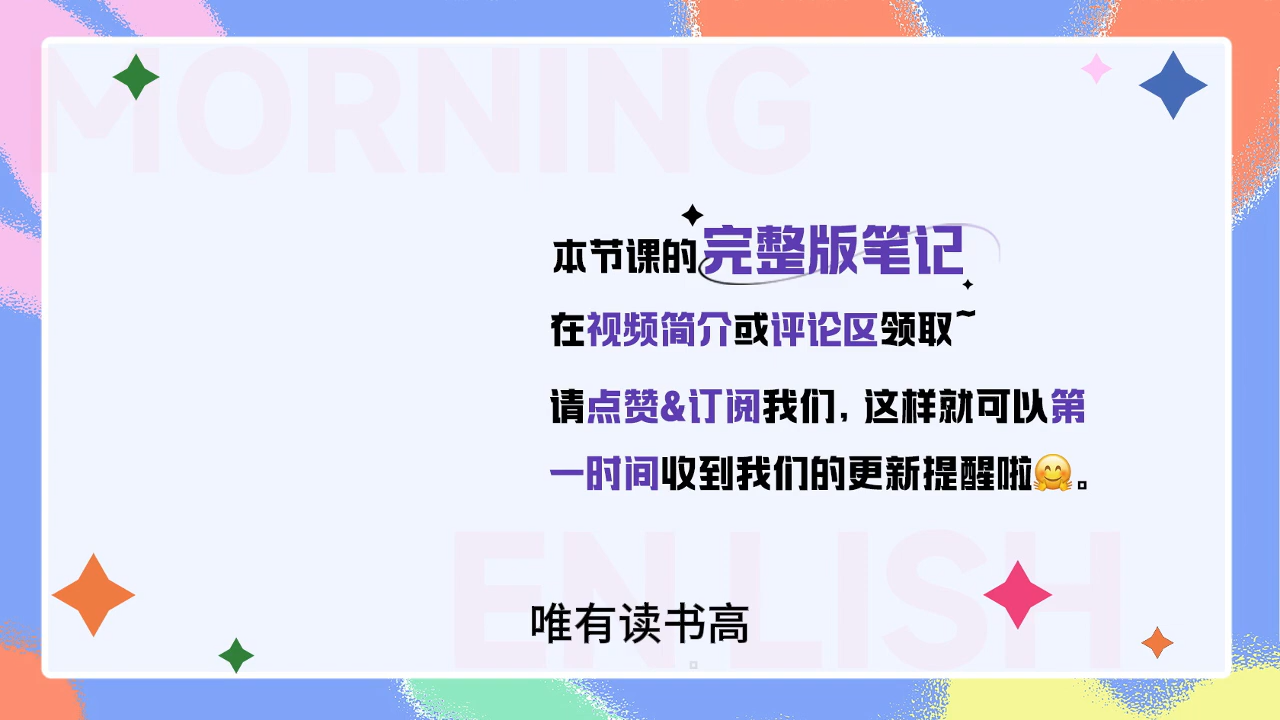 MORNING
本节课的完整版笔记
在视频简介或评论区领取~
请点赞&订阅我们，这样就可以第
一时间收到我们的更新提醒啦🤗。
EN LISH
唯有读书高